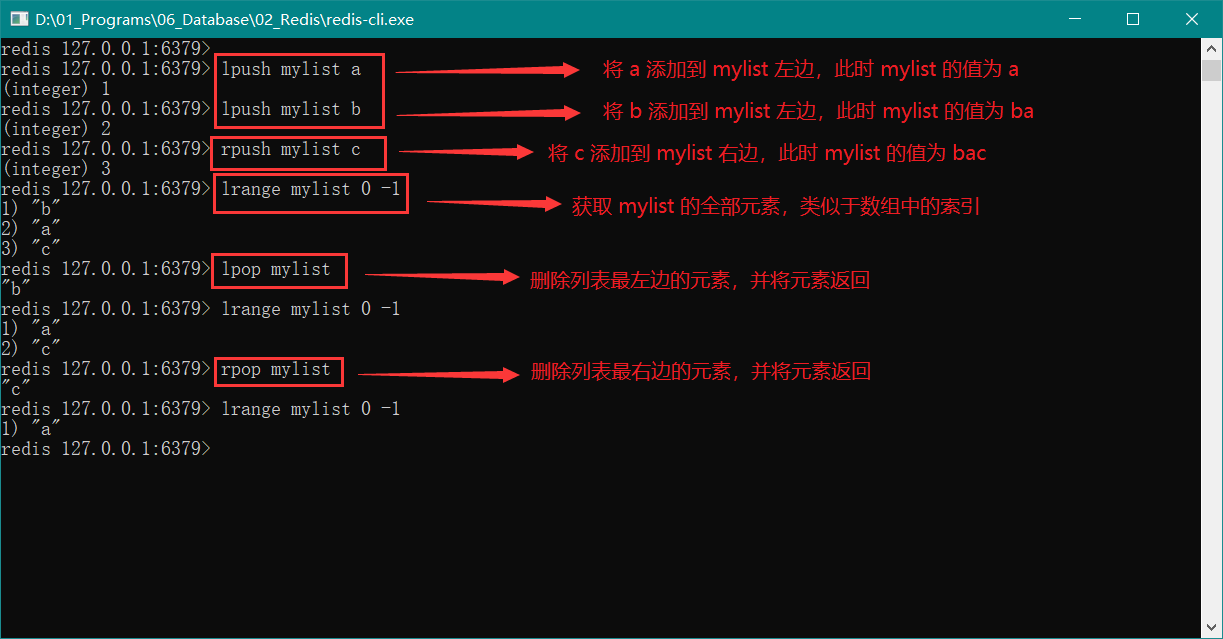 D:\01_Programs\06_Database\02_Redis\redis-cli.exe
redis 127.0.0.1:6379>
redis 127.0.0.1:6379> lpush mylist a 将 a 添加到 mylist 左边，此时 mylist 的值为 a
(integer) 1
redis 127.0.0.1:6379> lpush mylist b 将 b 添加到 mylist 左边，此时 mylist 的值为 ba
(integer) 2
redis 127.0.0.1:6379> rpush mylist c 将 c 添加到 mylist 右边，此时 mylist 的值为 bac
(integer) 3
redis 127.0.0.1:6379> lrange mylist 0 -1 获取 mylist 的全部元素，类似于数组中的索引
1) "b"
2) "a"
3) "c"
redis 127.0.0.1:6379> lpop mylist 删除列表最左边的元素，并将元素返回
"b"
redis 127.0.0.1:6379> lrange mylist 0 -1
1) "a"
2) "c"
redis 127.0.0.1:6379> rpop mylist 删除列表最右边的元素，并将元素返回
"c"
redis 127.0.0.1:6379> lrange mylist 0 -1
1) "a"
redis 127.0.0.1:6379>